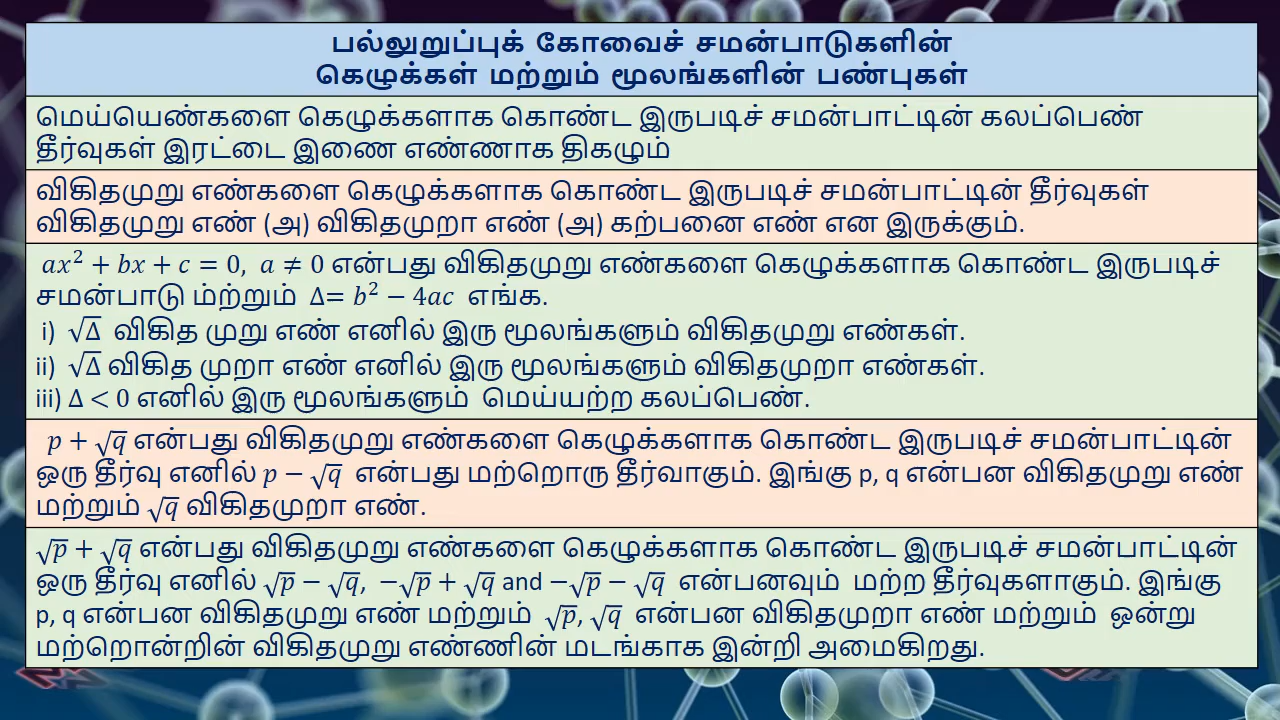 பல்லுறுப்புக் கோவைச் சமன்பாடுகளின்
கெழுக்கள் மற்றும் மூலங்களின் பண்புகள்
மெய்யெண்களை கெழுக்களாக கொண்ட இருபடிச் சமன்பாட்டின் கலப்பெண்
தீர்வுகள் இரட்டை இணை எண்ணாக திகழும்
விகிதமுறு எண்களை கெழுக்களாக கொண்ட இருபடிச் சமன்பாட்டின் தீர்வுகள்
விகிதமுறு எண் (அ) விகிதமுறா எண் (அ) கற்பனை எண் என இருக்கும்.
ax² + bx + c = 0, a ≠ 0 என்பது விகிதமுறு எண்களை கெழுக்களாக கொண்ட இருபடிச்
சமன்பாடு ம்ற்றும் Δ= b² − 4ac எங்க.
i) √Δ விகித முறு எண் எனில் இரு மூலங்களும் விகிதமுறு எண்கள்.
ii) √Δ விகித முறா எண் எனில் இரு மூலங்களும் விகிதமுறா எண்கள்.
iii) Δ < 0 எனில் இரு மூலங்களும் மெய்யற்ற கலப்பெண்.
p + √q என்பது விகிதமுறு எண்களை கெழுக்களாக கொண்ட இருபடிச் சமன்பாட்டின்
ஒரு தீர்வு எனில் p − √q என்பது மற்றொரு தீர்வாகும். இங்கு p, q என்பன விகிதமுறு எண்
மற்றும் √q விகிதமுறா எண்.
√p + √q என்பது விகிதமுறு எண்களை கெழுக்களாக கொண்ட இருபடிச் சமன்பாட்டின்
ஒரு தீர்வு எனில் √p − √q, −√p + √q and −√p − √q என்பனவும் மற்ற தீர்வுகளாகும். இங்கு
p, q என்பன விகிதமுறு எண் மற்றும் √p, √q என்பன விகிதமுறா எண் மற்றும் ஒன்று
மற்றொன்றின் விகிதமுறு எண்ணின் மடங்காக இன்றி அமைகிறது.